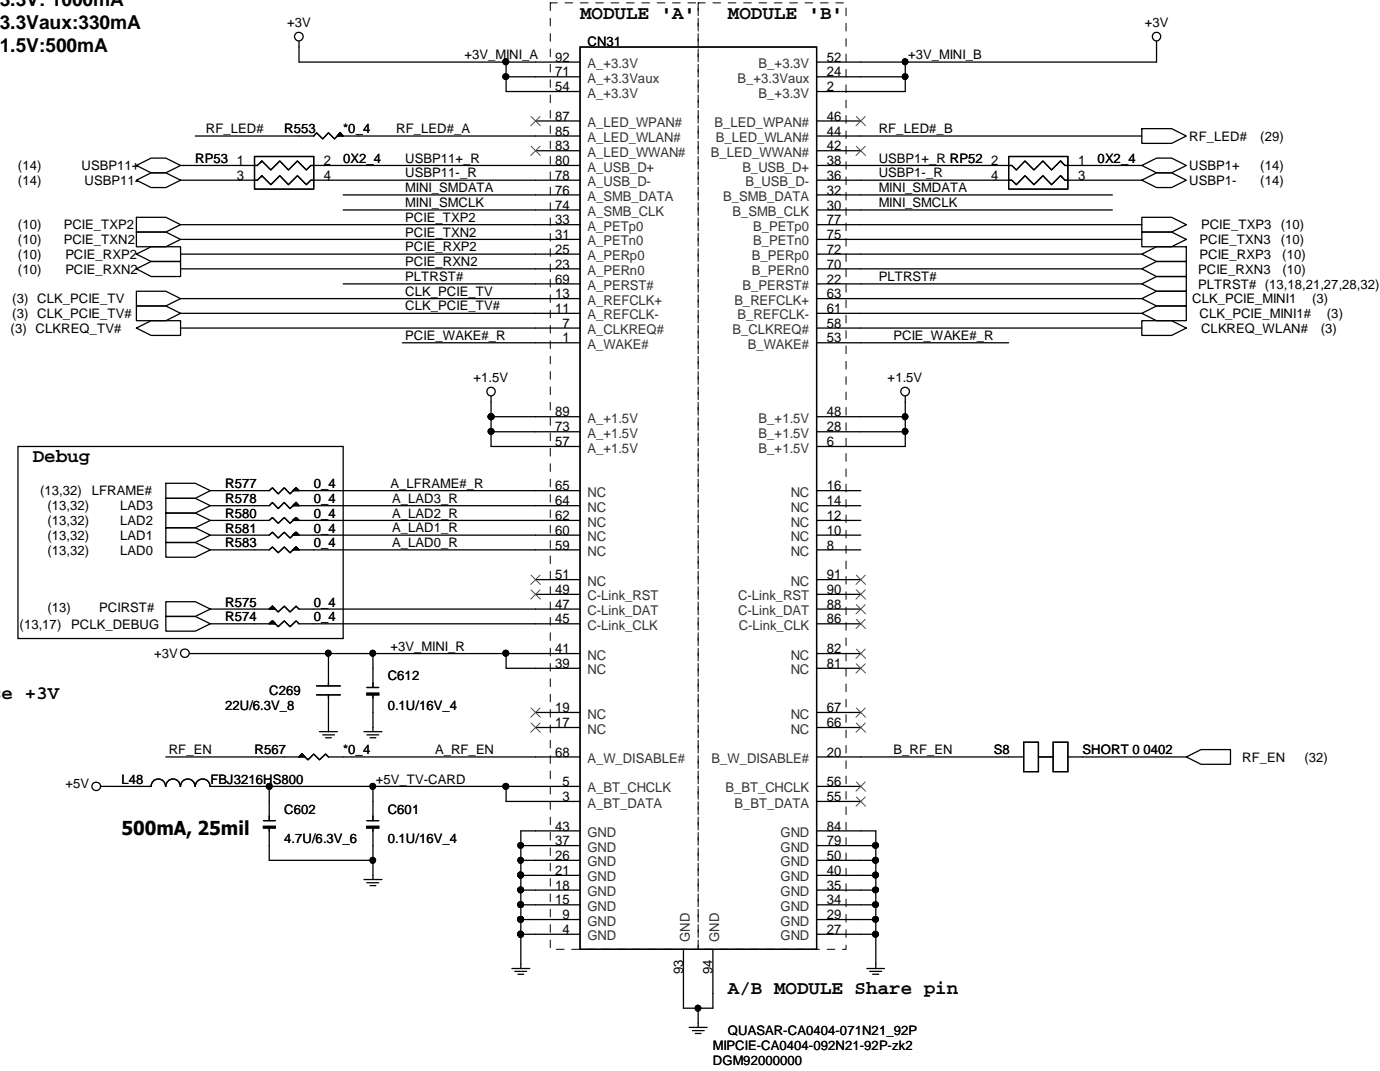 3.3V: 1000mA
3.3Vaux:330mA
1.5V:500mA
MODULE 'A' MODULE 'B'
CN31
+3V +3V_MINI_A 92 A_+3.3V B_+3.3V 52 +3V_MINI_B +3V
71 A_+3.3Vaux B_+3.3Vaux 24
54 A_+3.3V B_+3.3V 2
87 A_LED_WPAN# B_LED_WPAN# 46
RF_LED# R553 *0_4 RF_LED#_A 85 A_LED_WLAN# B_LED_WLAN# 44 RF_LED#_B RF_LED# (29)
83 A_LED_WWAN# B_LED_WWAN# 42
(14) USBP11+ RP53 1 2 0X2_4 USBP11+_R 80 A_USB_D+ B_USB_D+ 38 USBP1+_R RP52 2 1 0X2_4 USBP1+ (14)
(14) USBP11- 3 4 USBP11-_R 78 A_USB_D- B_USB_D- 36 USBP1-_R 4 3 USBP1- (14)
MINI_SMDATA 76 A_SMB_DATA B_SMB_DATA 32 MINI_SMDATA
MINI_SMCLK 74 A_SMB_CLK B_SMB_CLK 30 MINI_SMCLK
(10) PCIE_TXP2 PCIE_TXP2 33 A_PETp0 B_PETp0 77 PCIE_TXP3 (10)
(10) PCIE_TXN2 PCIE_TXN2 31 A_PETn0 B_PETn0 75 PCIE_TXN3 (10)
(10) PCIE_RXP2 PCIE_RXP2 25 A_PERp0 B_PERp0 72 PCIE_RXP3 (10)
(10) PCIE_RXN2 PCIE_RXN2 23 A_PERn0 B_PERn0 70 PCIE_RXN3 (10)
PLTRST# 69 A_PERST# B_PERST# 22 PLTRST# PLTRST# (13,18,21,27,28,32)
(3) CLK_PCIE_TV CLK_PCIE_TV 13 A_REFCLK+ B_REFCLK+ 63 CLK_PCIE_MINI1 (3)
(3) CLK_PCIE_TV# CLK_PCIE_TV# 11 A_REFCLK- B_REFCLK- 61 CLK_PCIE_MINI1# (3)
(3) CLKREQ_TV# 7 A_CLKREQ# B_CLKREQ# 58 CLKREQ_WLAN# (3)
PCIE_WAKE#_R 1 A_WAKE# B_WAKE# 53 PCIE_WAKE#_R
+1.5V +1.5V
89 A_+1.5V B_+1.5V 48
73 A_+1.5V B_+1.5V 28
57 A_+1.5V B_+1.5V 6
Debug
(13,32) LFRAME# R577 0_4 A_LFRAME#_R 65 NC NC 16
(13,32) LAD3 R578 0_4 A_LAD3_R 64 NC NC 14
(13,32) LAD2 R580 0_4 A_LAD2_R 62 NC NC 12
(13,32) LAD1 R581 0_4 A_LAD1_R 60 NC NC 10
(13,32) LAD0 R583 0_4 A_LAD0_R 59 NC NC 8
51 NC NC 91
49 C-Link_RST C-Link_RST 90
(13) PCIRST# R575 0_4 47 C-Link_DAT C-Link_DAT 88
(13,17) PCLK_DEBUG R574 0_4 45 C-Link_CLK C-Link_CLK 86
+3V +3V_MINI_R 41 NC NC 82
39 NC NC 81
C269 22U/6.3V_8 C612 0.1U/16V_4
e +3V
19 NC NC 67
17 NC NC 66
RF_EN R567 *0_4 A_RF_EN 68 A_W_DISABLE# B_W_DISABLE# 20 B_RF_EN S8 SHORT 0 0402 RF_EN (32)
+5V L48 FBJ3216HS800 +5V_TV-CARD 5 A_BT_CHCLK B_BT_CHCLK 56
3 A_BT_DATA B_BT_DATA 55
500mA, 25mil C602 4.7U/6.3V_6 C601 0.1U/16V_4
43 GND GND 84
37 GND GND 79
26 GND GND 50
21 GND GND 40
18 GND GND 35
15 GND GND 34
9 GND GND 29
4 GND GND 27
GND GND
93 94
A/B MODULE Share pin
QUASAR-CA0404-071N21_92P
MIPCIE-CA0404-092N21-92P-zk2
DGM92000000